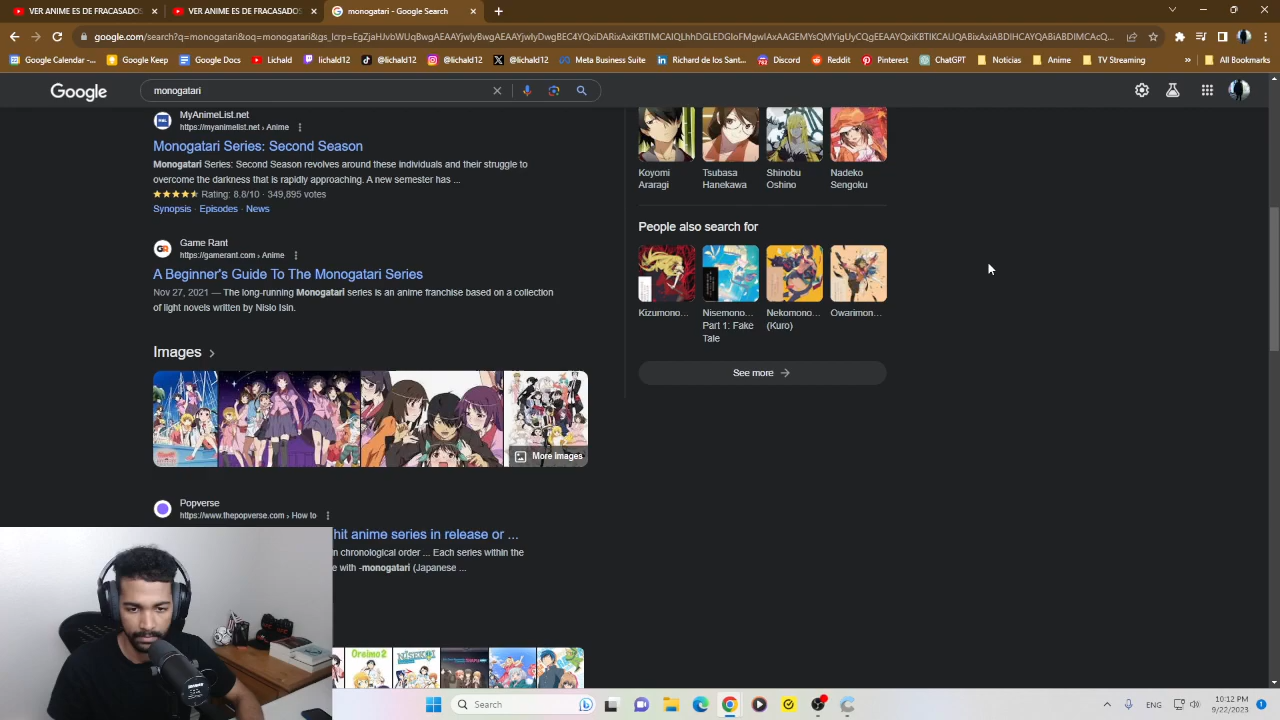 VER ANIME ES DE FRACASADOS
VER ANIME ES DE FRACASADOS
monogatari - Google Search
Google Calendar -...
Google Keep
Google Docs
Lichald
lichald12
@lichald12
@lichald12
@lichald12
Meta Business Suite
Richard de los Sant...
Discord
Reddit
Pinterest
ChatGPT
Noticias
Anime
TV Streaming
All Bookmarks
Google
monogatari
MyAnimeList.net
https://myanimelist.net › Anime
Monogatari Series: Second Season
Monogatari Series: Second Season revolves around these individuals and their struggle to
overcome the darkness that is rapidly approaching. A new semester has ...
Rating: 8.8/10 · 349,895 votes
Synopsis · Episodes · News
Game Rant
https://gamerant.com › Anime
A Beginner's Guide To The Monogatari Series
Nov 27, 2021 — The long-running Monogatari series is an anime franchise based on a collection
of light novels written by Nisio Isin.
Images
More images
Popverse
https://www.thepopverse.com › How to
hit anime series in release or ...
n chronological order ... Each series within the
e with -monogatari (Japanese ...
Oreimo 2
NISEKOI
Koyomi
Araragi
Tsubasa
Hanekawa
Shinobu
Oshino
Nadeko
Sengoku
People also search for
Kizumono...
Nisemono...
Part 1: Fake
Tale
Nekomono...
(Kuro)
Owarimon...
See more
Search
ENG
10:12 PM
9/22/2023